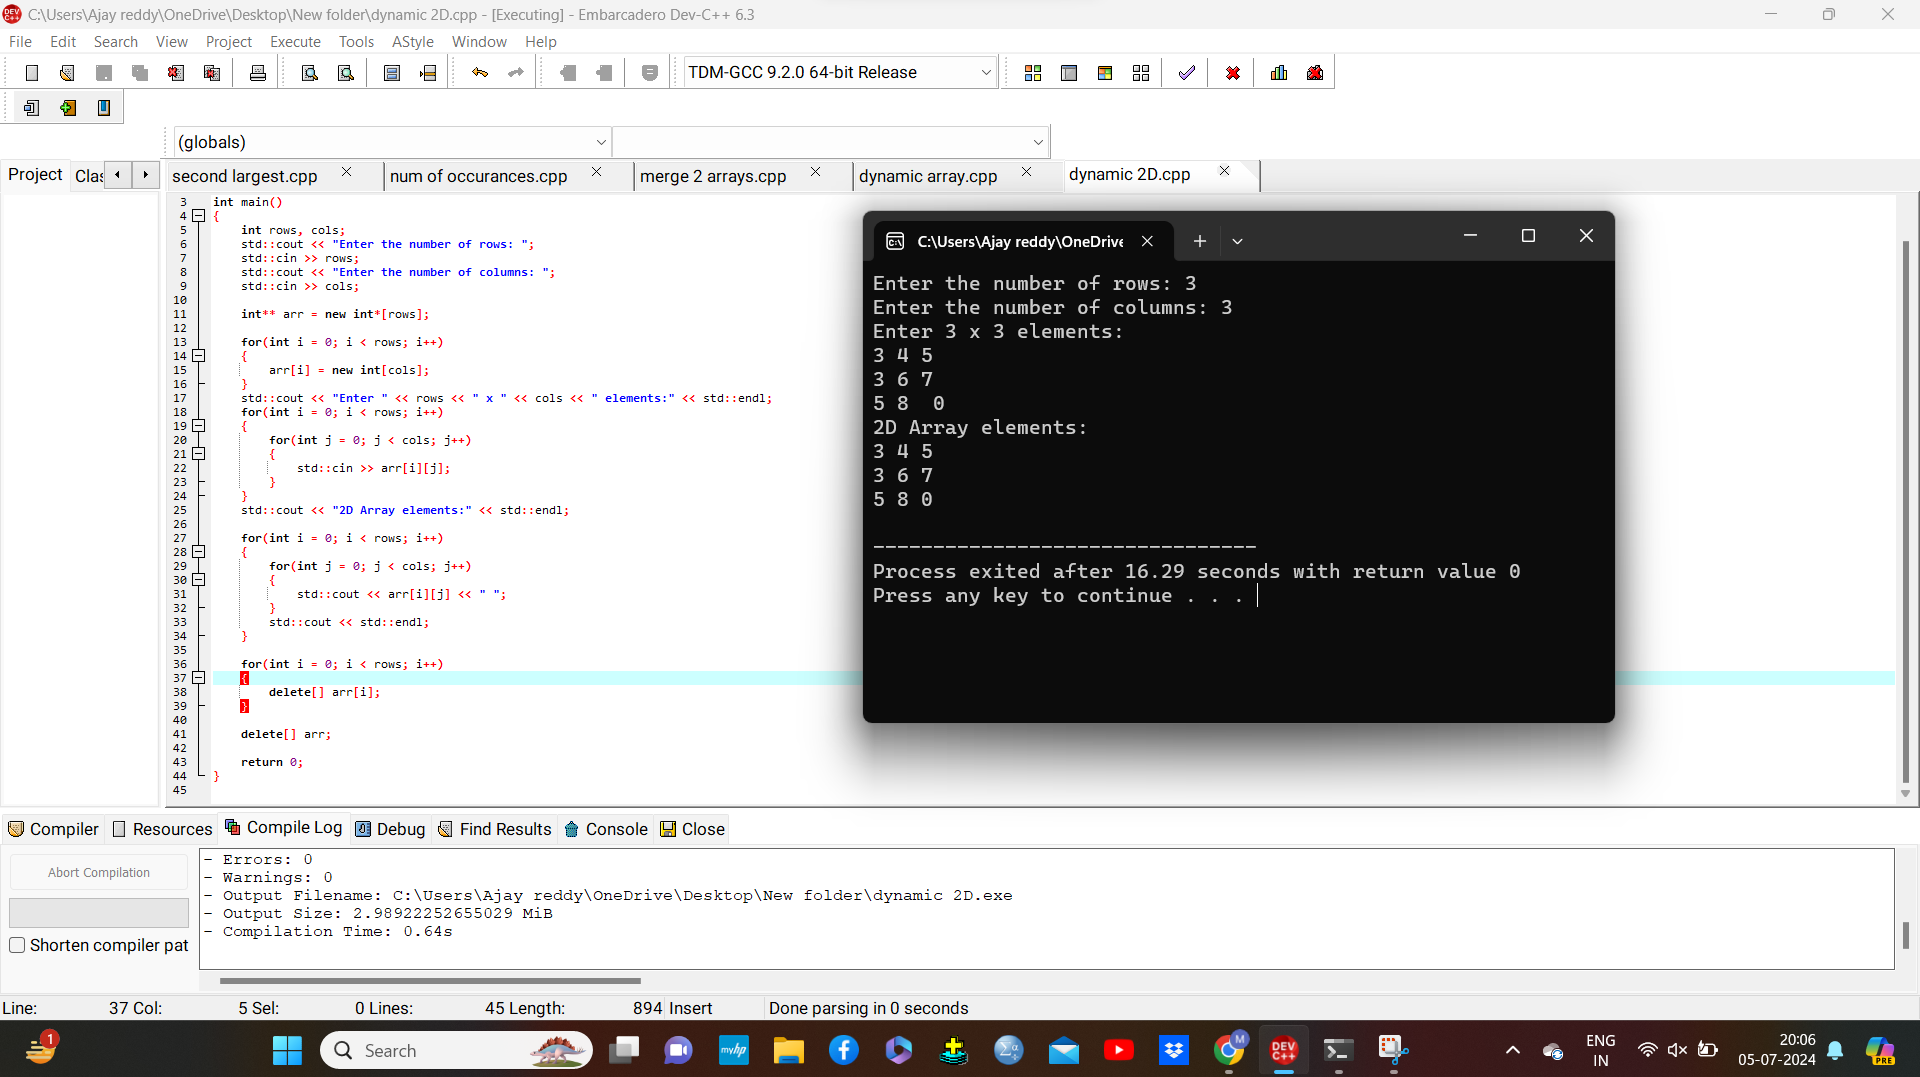 C:\Users\Ajay reddy\OneDrive\Desktop\New folder\dynamic 2D.cpp - [Executing] - Embarcadero Dev-C++ 6.3
File Edit Search View Project Execute Tools AStyle Window Help
TDM-GCC 9.2.0 64-bit Release
(globals)
Project Clas
second largest.cpp num of occurances.cpp merge 2 arrays.cpp dynamic array.cpp dynamic 2D.cpp
3 int main()
4 {
5 int rows, cols;
6 std::cout << "Enter the number of rows: ";
7 std::cin >> rows;
8 std::cout << "Enter the number of columns: ";
9 std::cin >> cols;
10
11 int** arr = new int*[rows];
12
13 for(int i = 0; i < rows; i++)
14 {
15 arr[i] = new int[cols];
16 }
17 std::cout << "Enter " << rows << " x " << cols << " elements:" << std::endl;
18 for(int i = 0; i < rows; i++)
19 {
20 for(int j = 0; j < cols; j++)
21 {
22 std::cin >> arr[i][j];
23 }
24 }
25 std::cout << "2D Array elements:" << std::endl;
26
27 for(int i = 0; i < rows; i++)
28 {
29 for(int j = 0; j < cols; j++)
30 {
31 std::cout << arr[i][j] << " ";
32 }
33 std::cout << std::endl;
34 }
35
36 for(int i = 0; i < rows; i++)
37 {
38 delete[] arr[i];
39 }
40
41 delete[] arr;
42
43 return 0;
44 }
45
C:\Users\Ajay reddy\OneDrive
Enter the number of rows: 3
Enter the number of columns: 3
Enter 3 x 3 elements:
3 4 5
3 6 7
5 8  0
2D Array elements:
3 4 5
3 6 7
5 8 0
--------------------------------
Process exited after 16.29 seconds with return value 0
Press any key to continue . . .
Compiler Resources Compile Log Debug Find Results Console Close
Abort Compilation
Shorten compiler pat
- Errors: 0
- Warnings: 0
- Output Filename: C:\Users\Ajay reddy\OneDrive\Desktop\New folder\dynamic 2D.exe
- Output Size: 2.98922252655029 MiB
- Compilation Time: 0.64s
Line: 37 Col: 5 Sel: 0 Lines: 45 Length: 894 Insert Done parsing in 0 seconds
1
Search
myhp
M
DEV C++
ENG
IN
20:06
05-07-2024
PRE